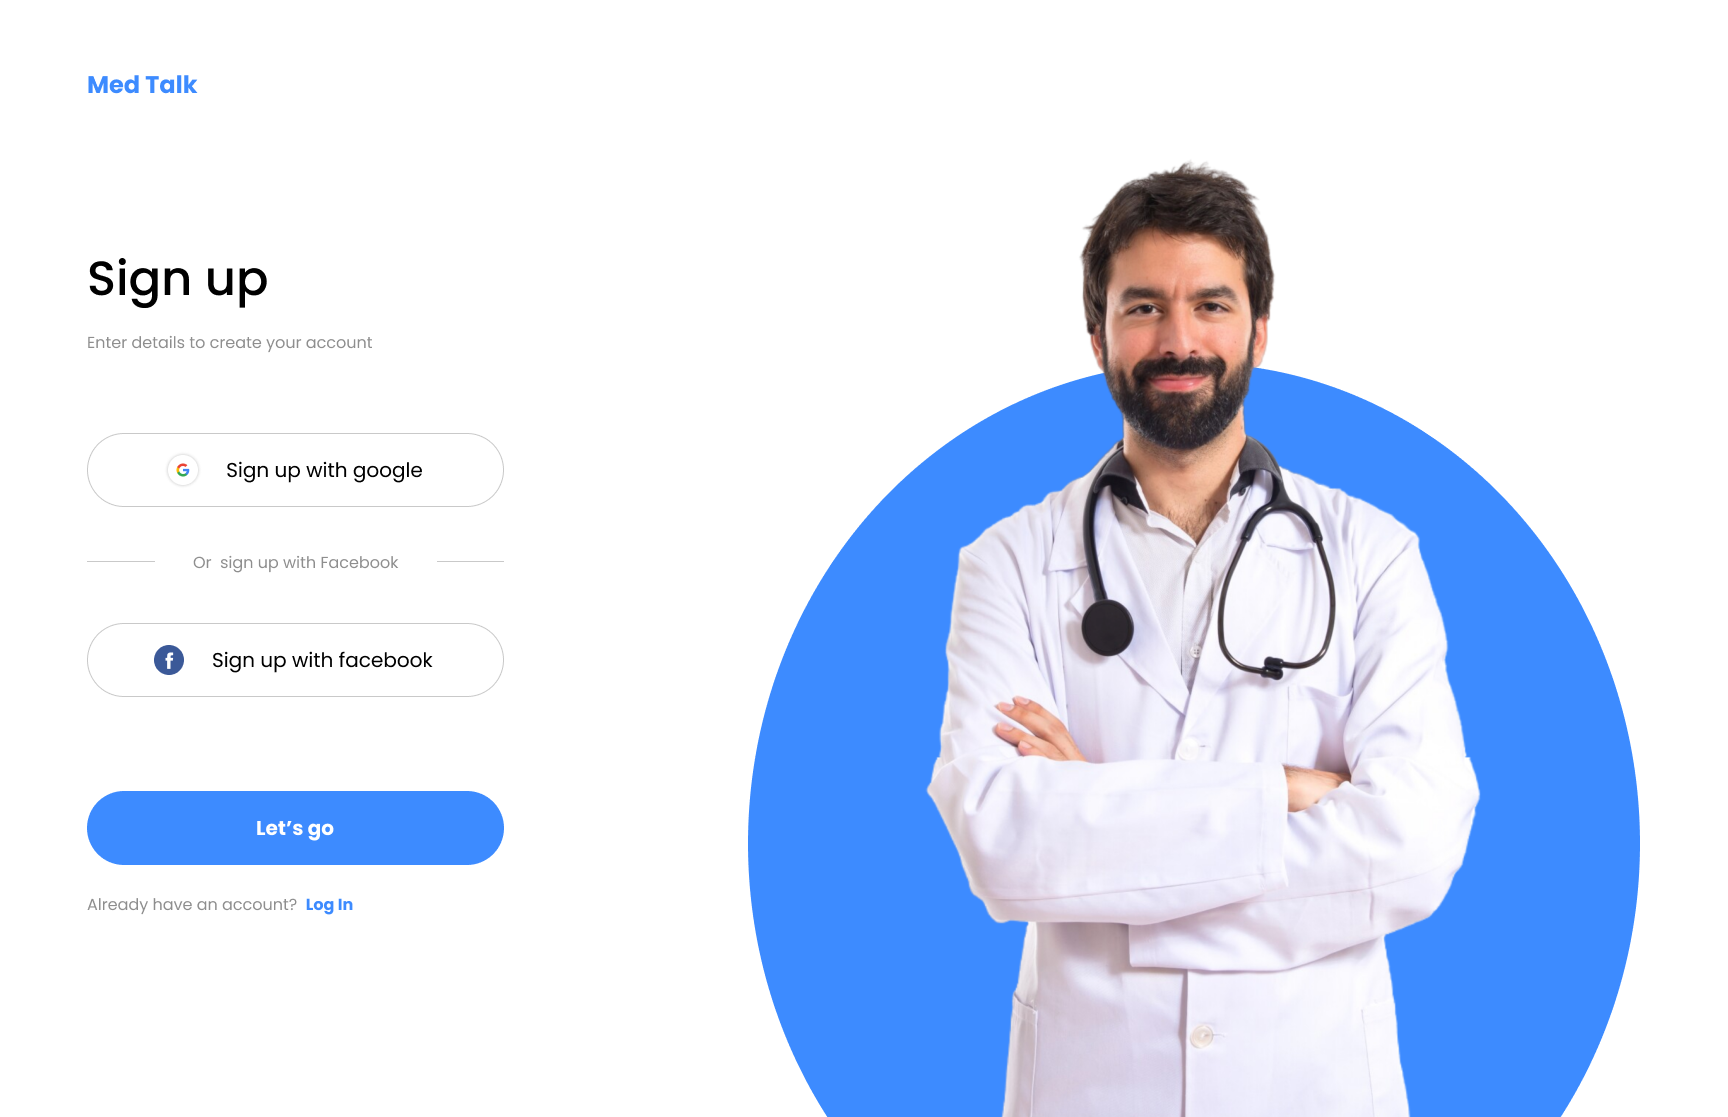 Med Talk
Sign up
Enter details to create your account
Sign up with google
Or sign up with Facebook
Sign up with facebook
Let’s go
Already have an account? Log In